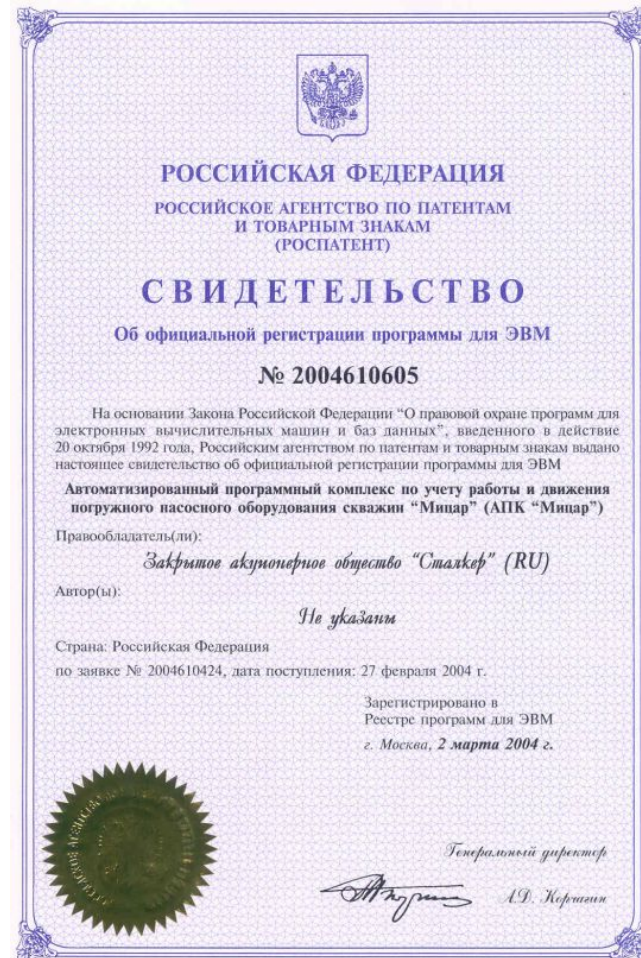 РОССИЙСКАЯ ФЕДЕРАЦИЯ
РОССИЙСКОЕ АГЕНТСТВО ПО ПАТЕНТАМ
И ТОВАРНЫМ ЗНАКАМ
(РОСПАТЕНТ)
СВИДЕТЕЛЬСТВО
Об официальной регистрации программы для ЭВМ
№ 2004610605
На основании Закона Российской Федерации “О правовой охране программ для
электронных вычислительных машин и баз данных”, введенного в действие
20 октября 1992 года, Российским агентством по патентам и товарным знакам выдано
настоящее свидетельство об официальной регистрации программы для ЭВМ
Автоматизированный программный комплекс по учету работы и движения
погружного насосного оборудования скважин “Мицар” (АПК “Мицар”)
Правообладатель(ли):
Закрытое акционерное общество “Сталкер” (RU)
Автор(ы):
Не указаны
Страна: Российская Федерация
по заявке № 2004610424, дата поступления: 27 февраля 2004 г.
Зарегистрировано в
Реестре программ для ЭВМ
г. Москва, 2 марта 2004 г.
Генеральный директор
А.D. Корчагин